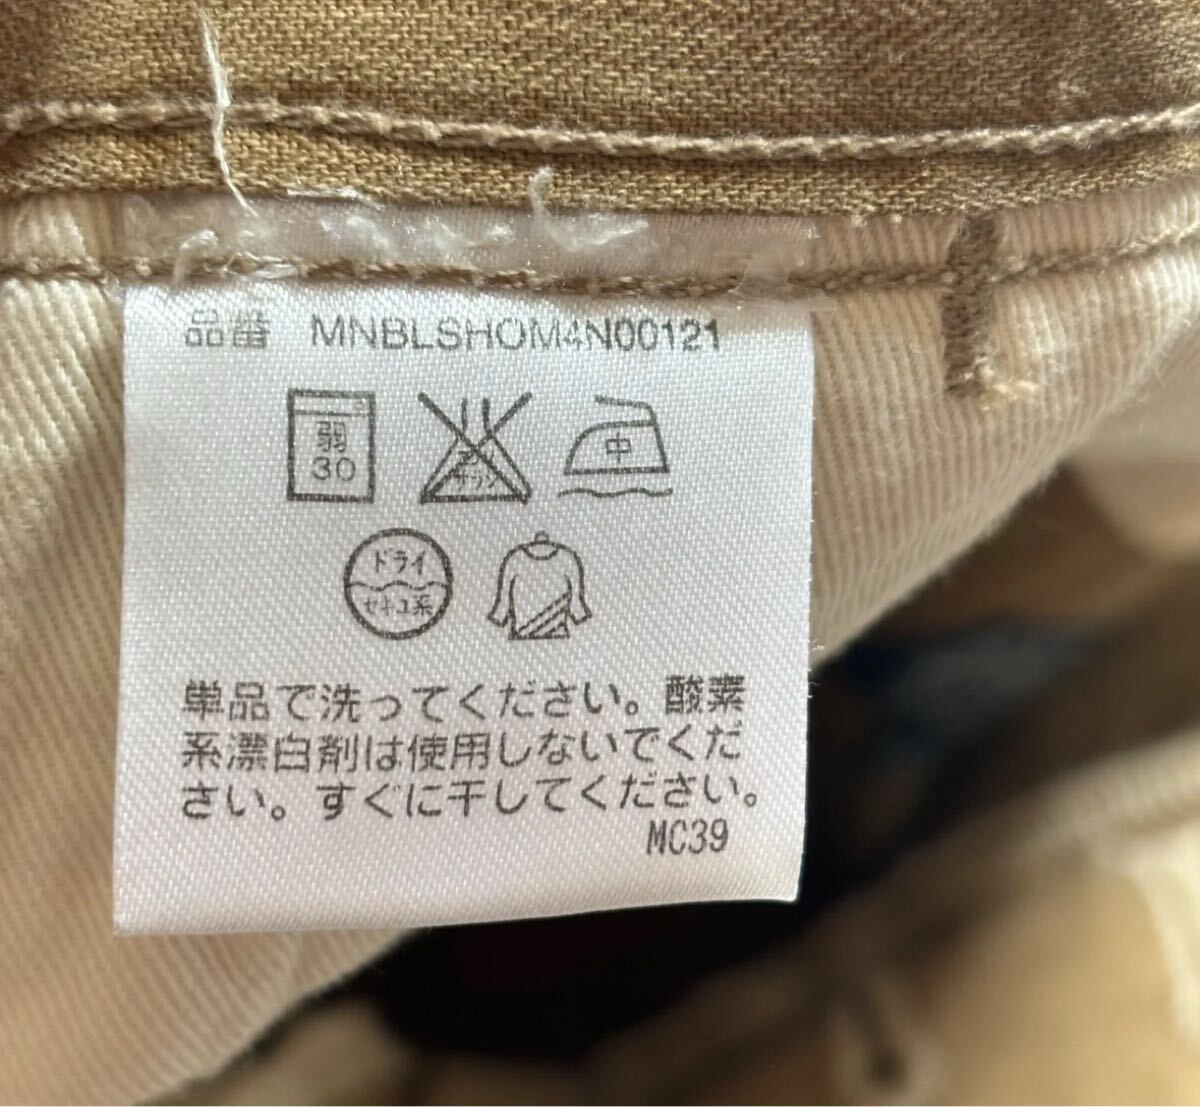 品番 MNBLSHOM4N00121
弱
30
エンソ
サラシ
中
ドライ
セキユ系
単品で洗ってください。酸素
系漂白剤は使用しないでくだ
さい。すぐに干してください。
MC39